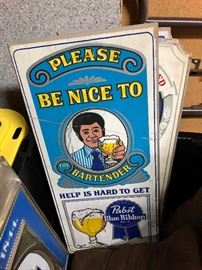 PLEASE
BE NICE TO
THE
BARTENDER
HELP IS HARD TO GET
Pabst
Blue Ribbon